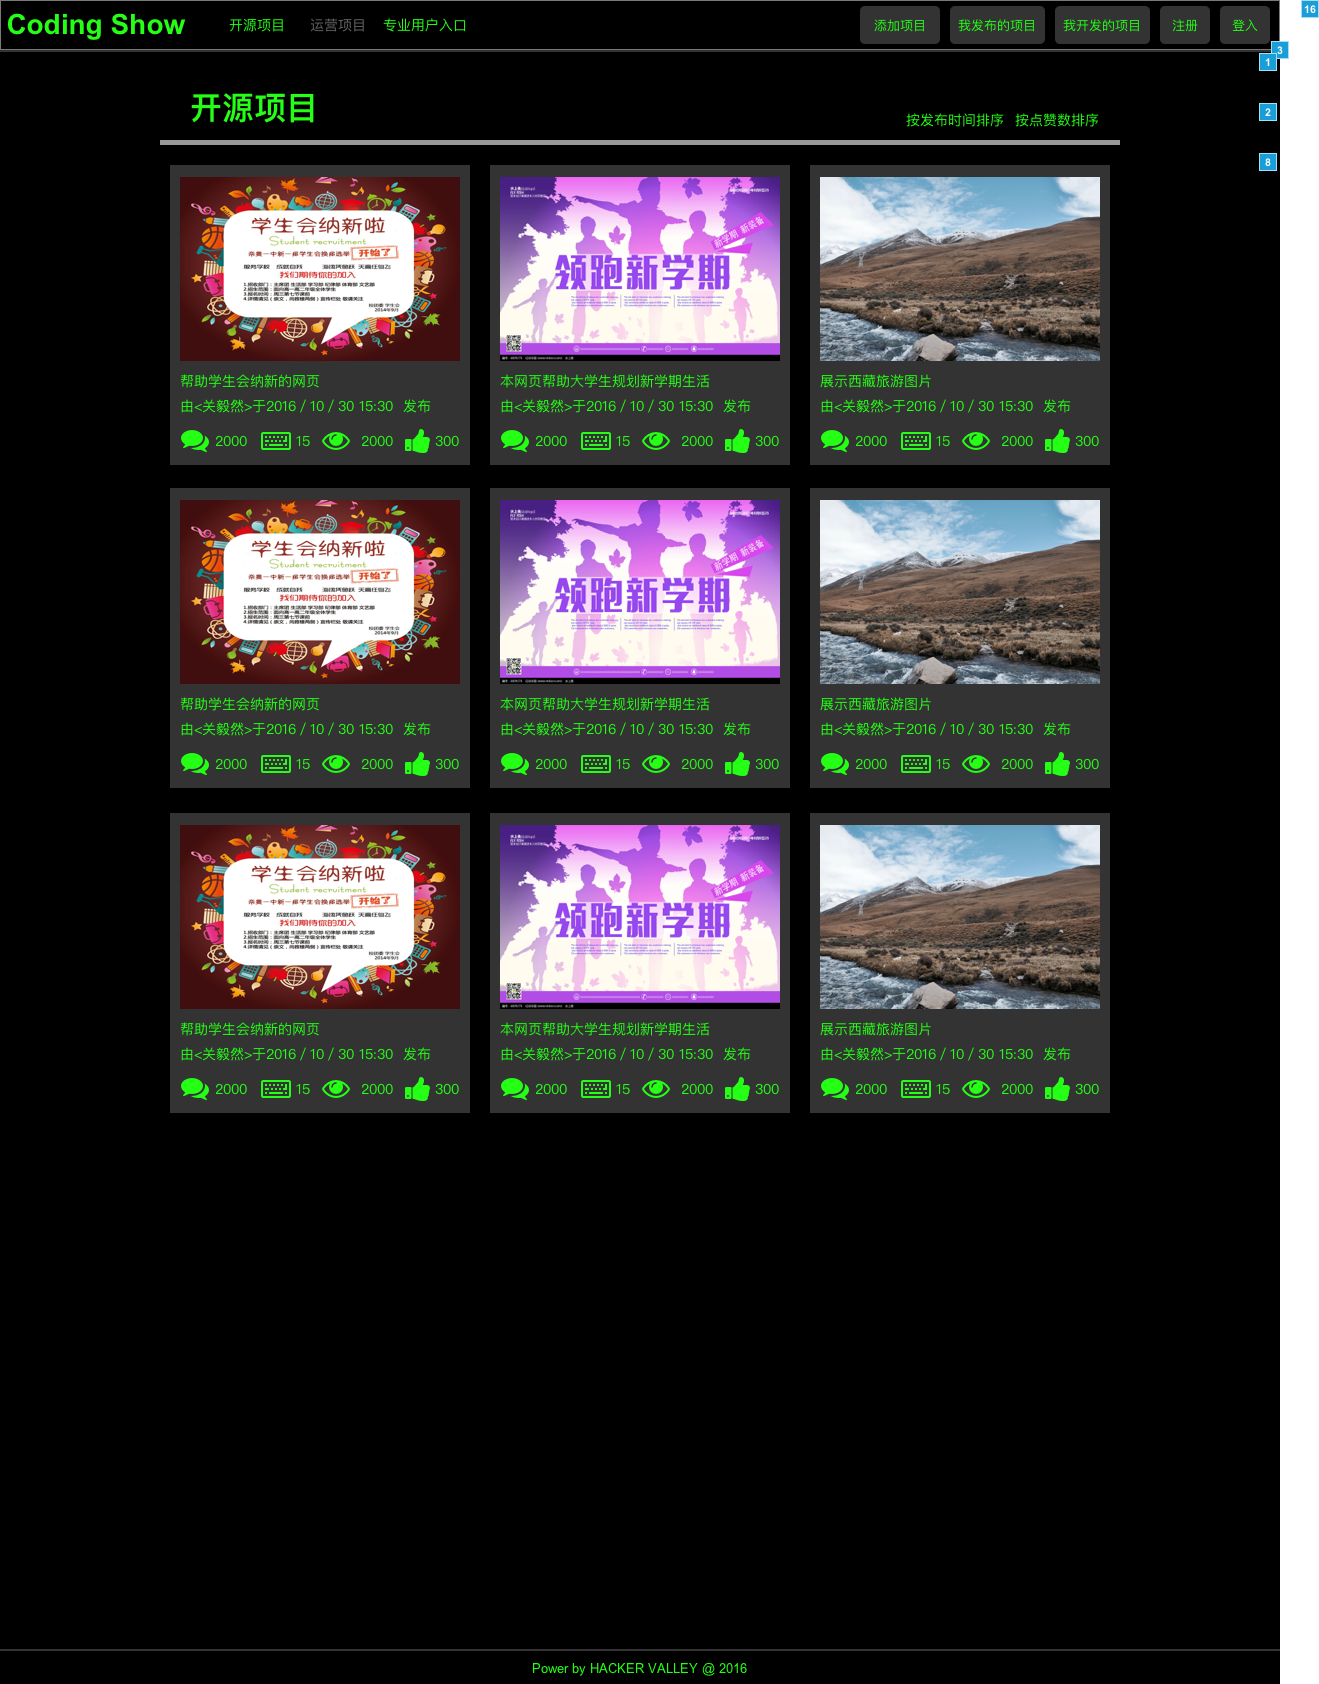 Coding Show 开源项目 运营项目 专业用户入口 添加项目 我发布的项目 我开发的项目 注册 登入
16
3
1
2
8
开源项目
按发布时间排序 按点赞数排序
学生会纳新啦
Student recruitment
开始了
我们期待你的加入
2014年9月
领跑新学期
新学期 新装备
帮助学生会纳新的网页
由<关毅然>于2016 / 10 / 30 15:30 发布
2000 15 2000 300
本网页帮助大学生规划新学期生活
由<关毅然>于2016 / 10 / 30 15:30 发布
2000 15 2000 300
展示西藏旅游图片
由<关毅然>于2016 / 10 / 30 15:30 发布
2000 15 2000 300
学生会纳新啦
Student recruitment
开始了
我们期待你的加入
2014年9月
领跑新学期
新学期 新装备
帮助学生会纳新的网页
由<关毅然>于2016 / 10 / 30 15:30 发布
2000 15 2000 300
本网页帮助大学生规划新学期生活
由<关毅然>于2016 / 10 / 30 15:30 发布
2000 15 2000 300
展示西藏旅游图片
由<关毅然>于2016 / 10 / 30 15:30 发布
2000 15 2000 300
学生会纳新啦
Student recruitment
开始了
我们期待你的加入
2014年9月
领跑新学期
新学期 新装备
帮助学生会纳新的网页
由<关毅然>于2016 / 10 / 30 15:30 发布
2000 15 2000 300
本网页帮助大学生规划新学期生活
由<关毅然>于2016 / 10 / 30 15:30 发布
2000 15 2000 300
展示西藏旅游图片
由<关毅然>于2016 / 10 / 30 15:30 发布
2000 15 2000 300
Power by HACKER VALLEY @ 2016